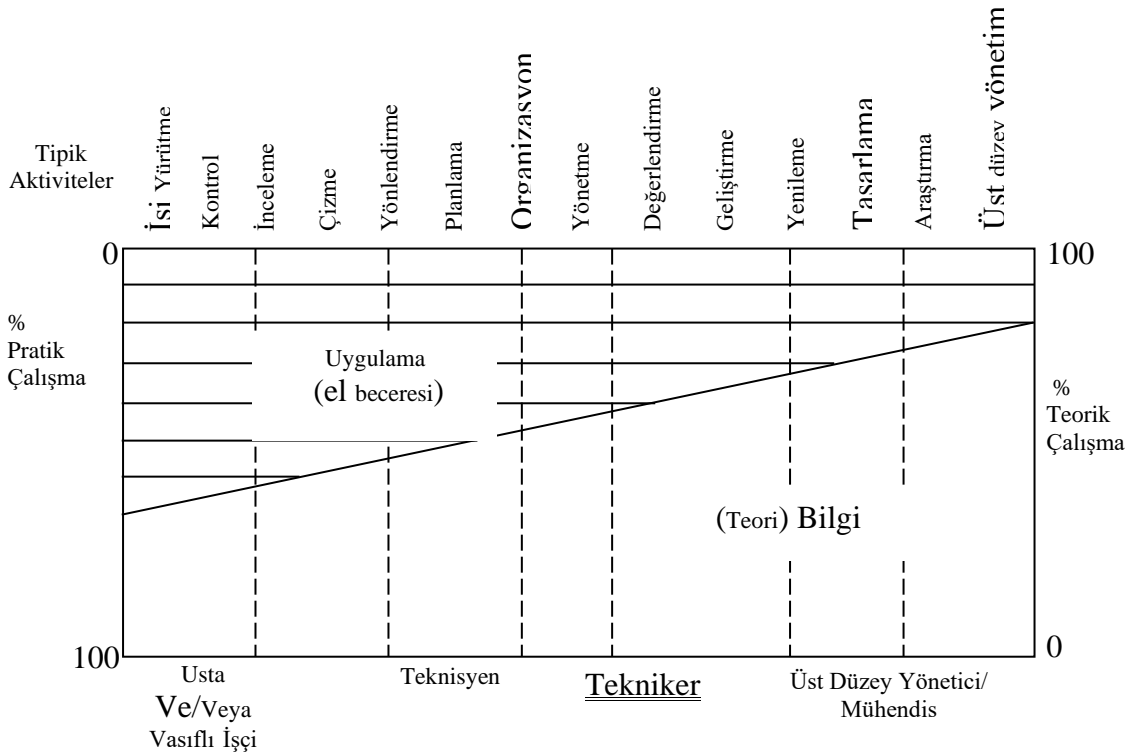 Tipik
Aktiviteler
İsi Yürütme
Kontrol
İnceleme
Çizme
Yönlendirme
Planlama
Organizasyon
Yönetme
Değerlendirme
Geliştirme
Yenileme
Tasarlama
Araştırma
Üst düzey yönetim
0
100
%
Pratik
Çalışma
Uygulama
(el beceresi)
%
Teorik
Çalışma
(Teori) Bilgi
100
0
Usta
Ve/Veya
Vasıflı İşçi
Teknisyen
Tekniker
Üst Düzey Yönetici/
Mühendis